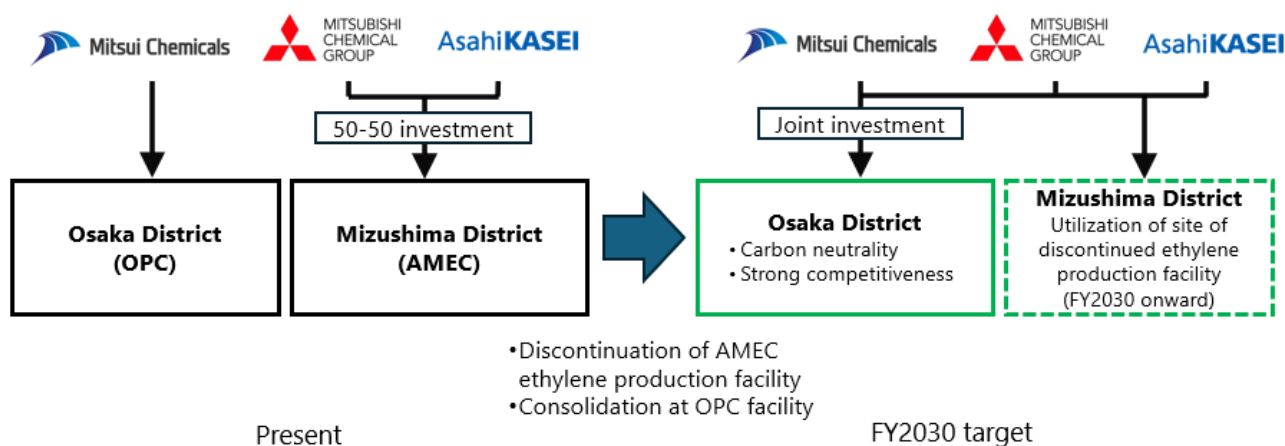 Mitsui Chemicals
MITSUBISHI
CHEMICAL
GROUP
AsahiKASEI
50-50 investment
Osaka District
(OPC)
Mizushima District
(AMEC)
Mitsui Chemicals
MITSUBISHI
CHEMICAL
GROUP
AsahiKASEI
Joint investment
Osaka District
• Carbon neutrality
• Strong competitiveness
Mizushima District
Utilization of site of
discontinued ethylene
production facility
(FY2030 onward)
•Discontinuation of AMEC
ethylene production facility
•Consolidation at OPC facility
Present
FY2030 target